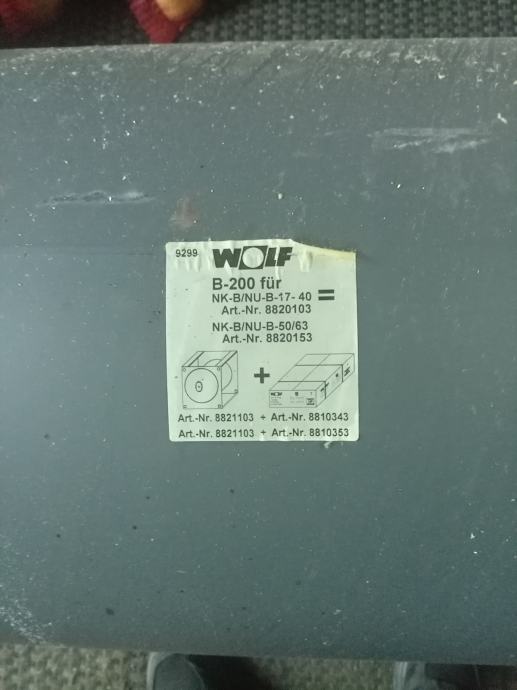 9299 WOLF
B-200 für
NK-B/NU-B-17- 40 =
Art.-Nr. 8820103
NK-B/NU-B-50/63
Art.-Nr. 8820153
+
Art.-Nr. 8821103 + Art.-Nr. 8810343
Art.-Nr. 8821103 + Art.-Nr. 8810353